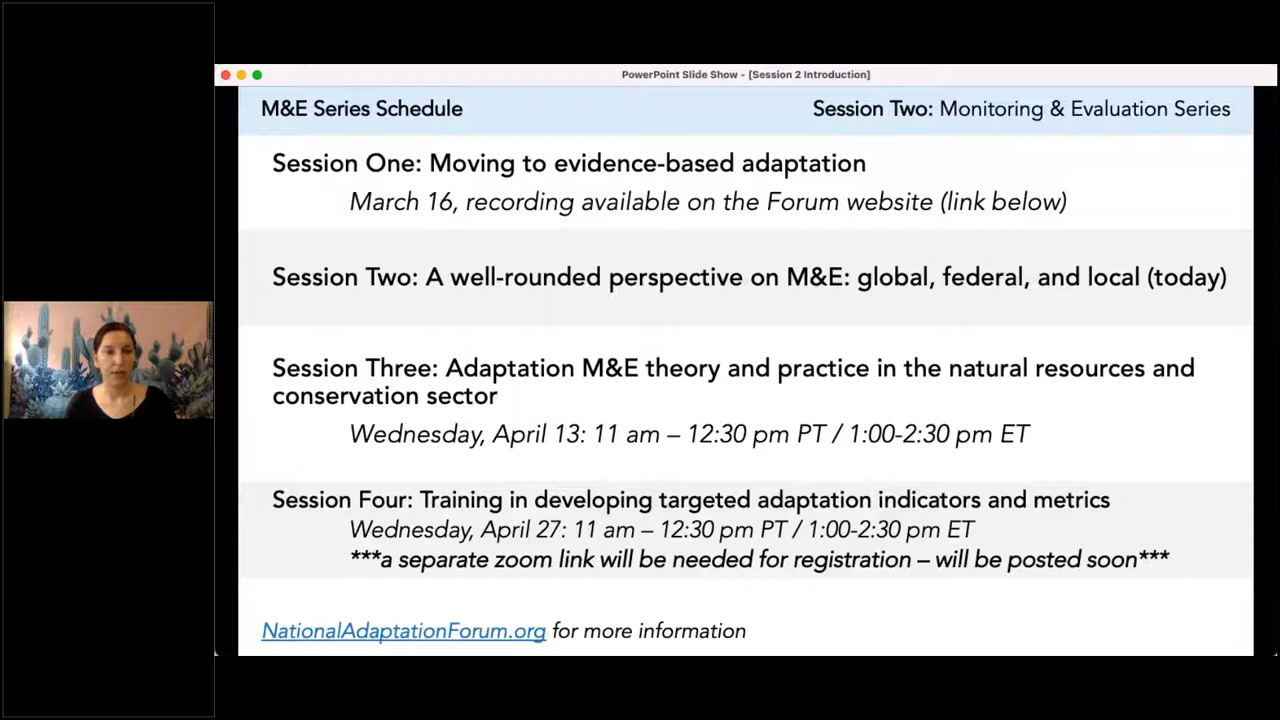 PowerPoint Slide Show - [Session 2 Introduction]
M&E Series Schedule
Session Two: Monitoring & Evaluation Series
Session One: Moving to evidence-based adaptation
March 16, recording available on the Forum website (link below)
Session Two: A well-rounded perspective on M&E: global, federal, and local (today)
Session Three: Adaptation M&E theory and practice in the natural resources and
conservation sector
Wednesday, April 13: 11 am – 12:30 pm PT / 1:00-2:30 pm ET
Session Four: Training in developing targeted adaptation indicators and metrics
Wednesday, April 27: 11 am – 12:30 pm PT / 1:00-2:30 pm ET
***a separate zoom link will be needed for registration – will be posted soon***
NationalAdaptationForum.org for more information